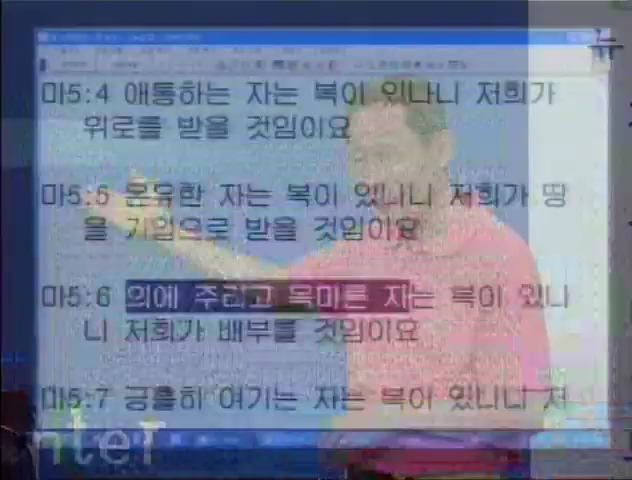 뉴
마5:4 애통하는 자는 복이 있나니 저희가
위로를 받을 것임이요
마5:5 온유한 자는 복이 있나니 저희가 땅
을 기업으로 받을 것임이요
마5:6 의에 주리고 목마른 자는 복이 있나
니 저희가 배부를 것임이요
마5:7 긍휼히 여기는 자는 복이 있나니 저
nter